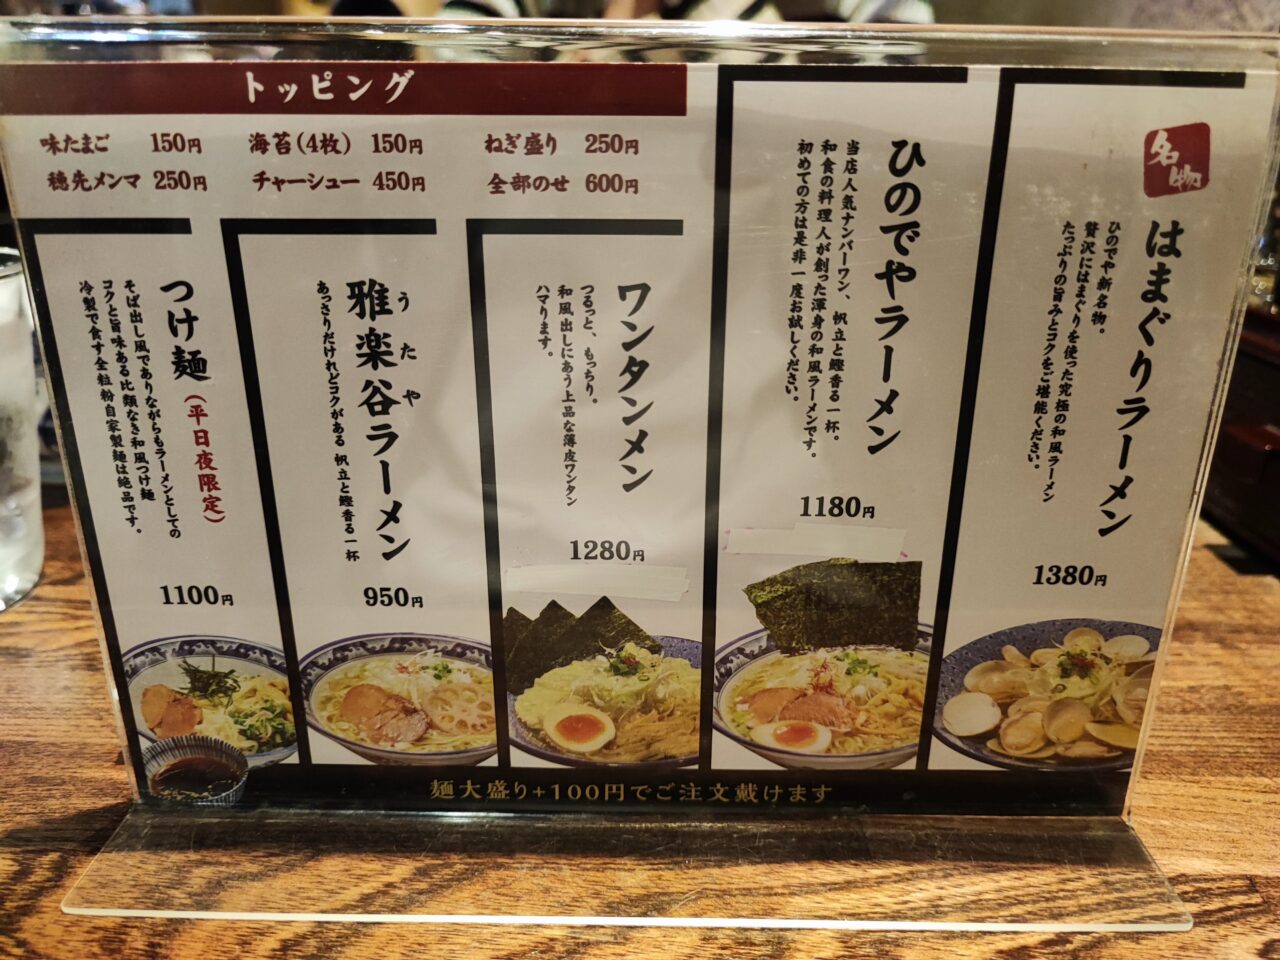 トッピング
味たまご 150円 海苔(4枚) 150円 ねぎ盛り 250円
穂先メンマ 250円 チャーシュー 450円 全部のせ 600円
名物
はまぐりラーメン
ひのでや新名物。
贅沢にはまぐりを使った究極の和風ラーメン
たっぷりの旨みとコクをご堪能ください。
1380円
ひのでやラーメン
当店人気ナンバーワン、帆立と鰹香る一杯。
和食の料理人が創った渾身の和風ラーメンです。
初めての方は是非一度お試しください。
1180円
ワンタンメン
つるっと、もっちり。
和風出しにあう上品な薄皮ワンタン
ハマります。
1280円
雅楽谷ラーメン
うたや
あっさりだけれどコクがある 帆立と鰹香る一杯
950円
つけ麺(平日夜限定)
そば出し風でありながらもラーメンとしての
コクと旨味ある比類なき和風つけ麺
冷製で食す全粒粉自家製麺は絶品です。
1100円
麺大盛り+100円でご注文戴けます